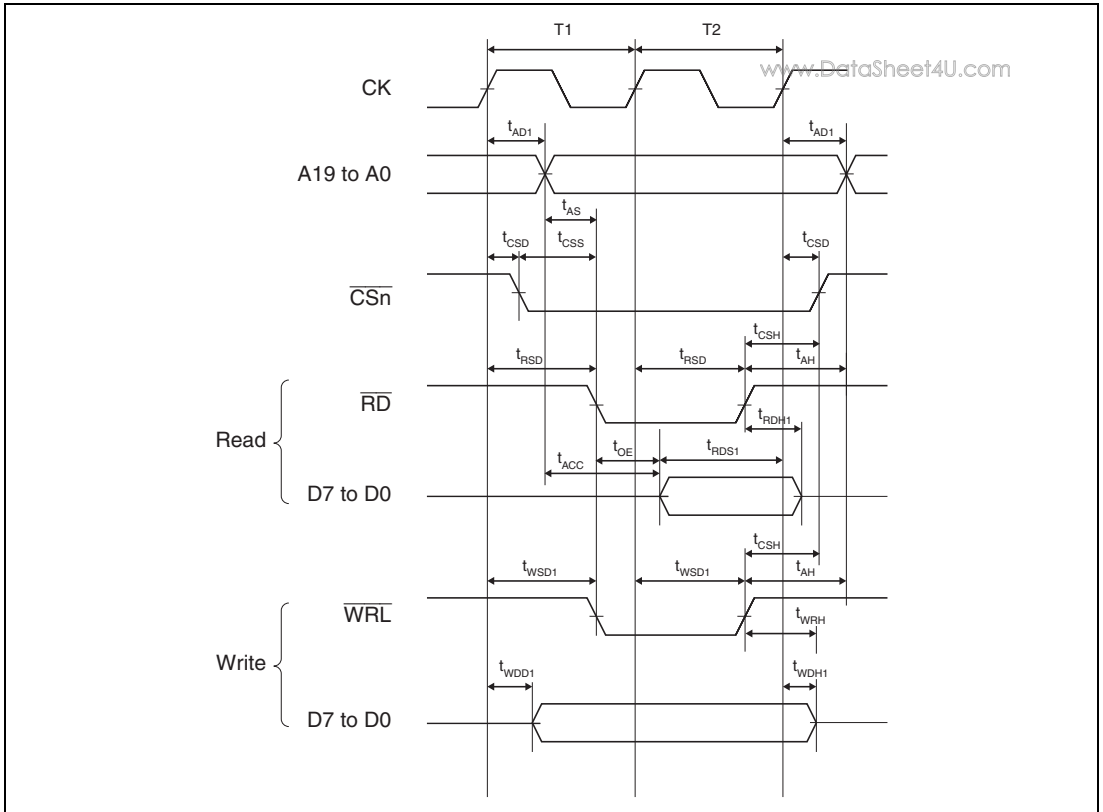 T1
T2
www.DataSheet4U.com
CK
tAD1
tAD1
A19 to A0
tAS
tCSD
tCSS
tCSD
CSn
tCSH
tRSD
tRSD
tAH
RD
tRDH1
Read
tOE
tRDS1
tACC
D7 to D0
tCSH
tWSD1
tWSD1
tAH
WRL
tWRH
Write
tWDD1
tWDH1
D7 to D0